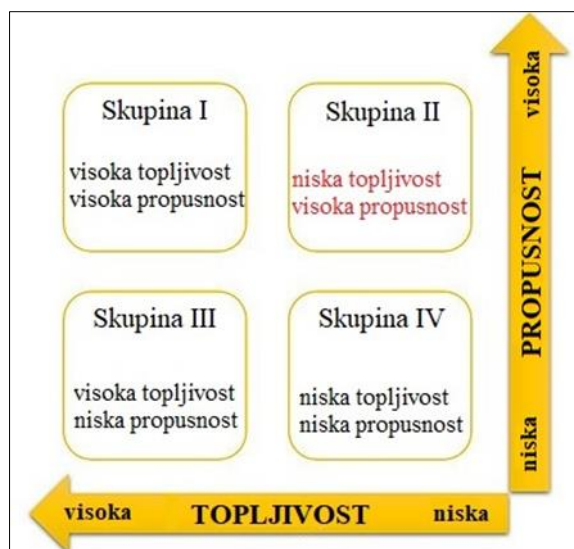 Skupina I
visoka topljivost
visoka propusnost
Skupina II
niska topljivost
visoka propusnost
Skupina III
visoka topljivost
niska propusnost
Skupina IV
niska topljivost
niska propusnost
visoka
PROPUSNOST
niska
visoka TOPLJIVOST niska